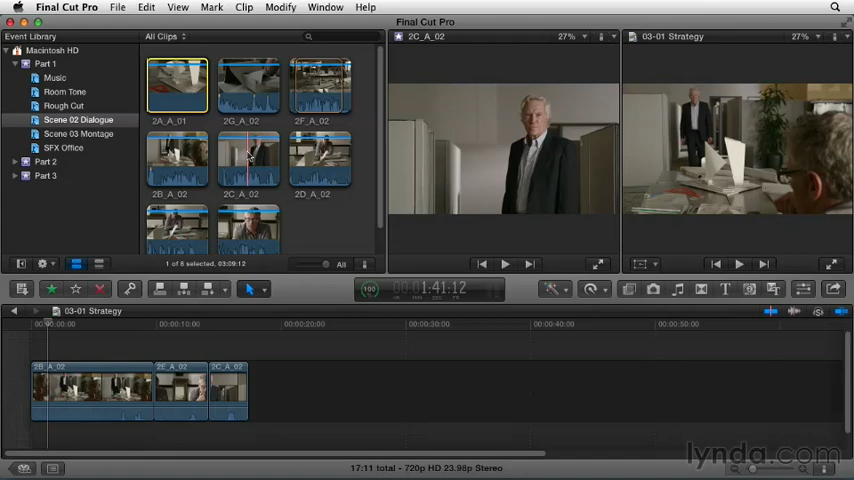 Final Cut Pro File Edit View Mark Clip Modify Window Help
Final Cut Pro
Event Library
All Clips
2C_A_02
27%
03-01 Strategy
27%
Macintosh HD
Part 1
Music
Room Tone
Rough Cut
Scene 02 Dialogue
Scene 03 Montage
SFX Office
Part 2
Part 3
2A_A_01
2G_A_02
2F_A_02
2B_A_02
2C_A_02
2D_A_02
1 of 8 selected, 03:09:12
All
100
1:41:12
T
03-01 Strategy
00:00:00:00
00:00:10:00
00:00:20:00
00:00:30:00
00:00:40:00
00:00:50:00
2B_A_02
2E_A_02
2C_A_02
17:11 total - 720p HD 23.98p Stereo
lynda.com